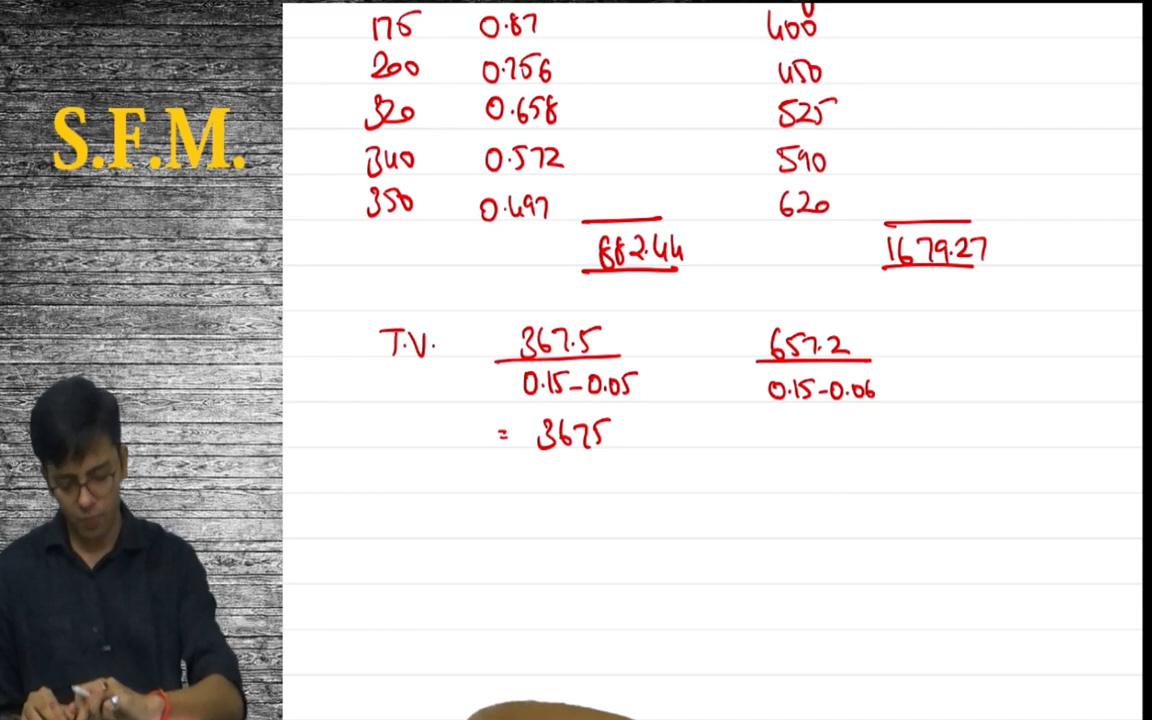 S.F.M.
175 0.87 400
200 0.756 450
320 0.658 525
340 0.572 590
350 0.497 620
882.44 1679.27
T.V. 367.5 657.2
0.15-0.05 0.15-0.06
= 3675